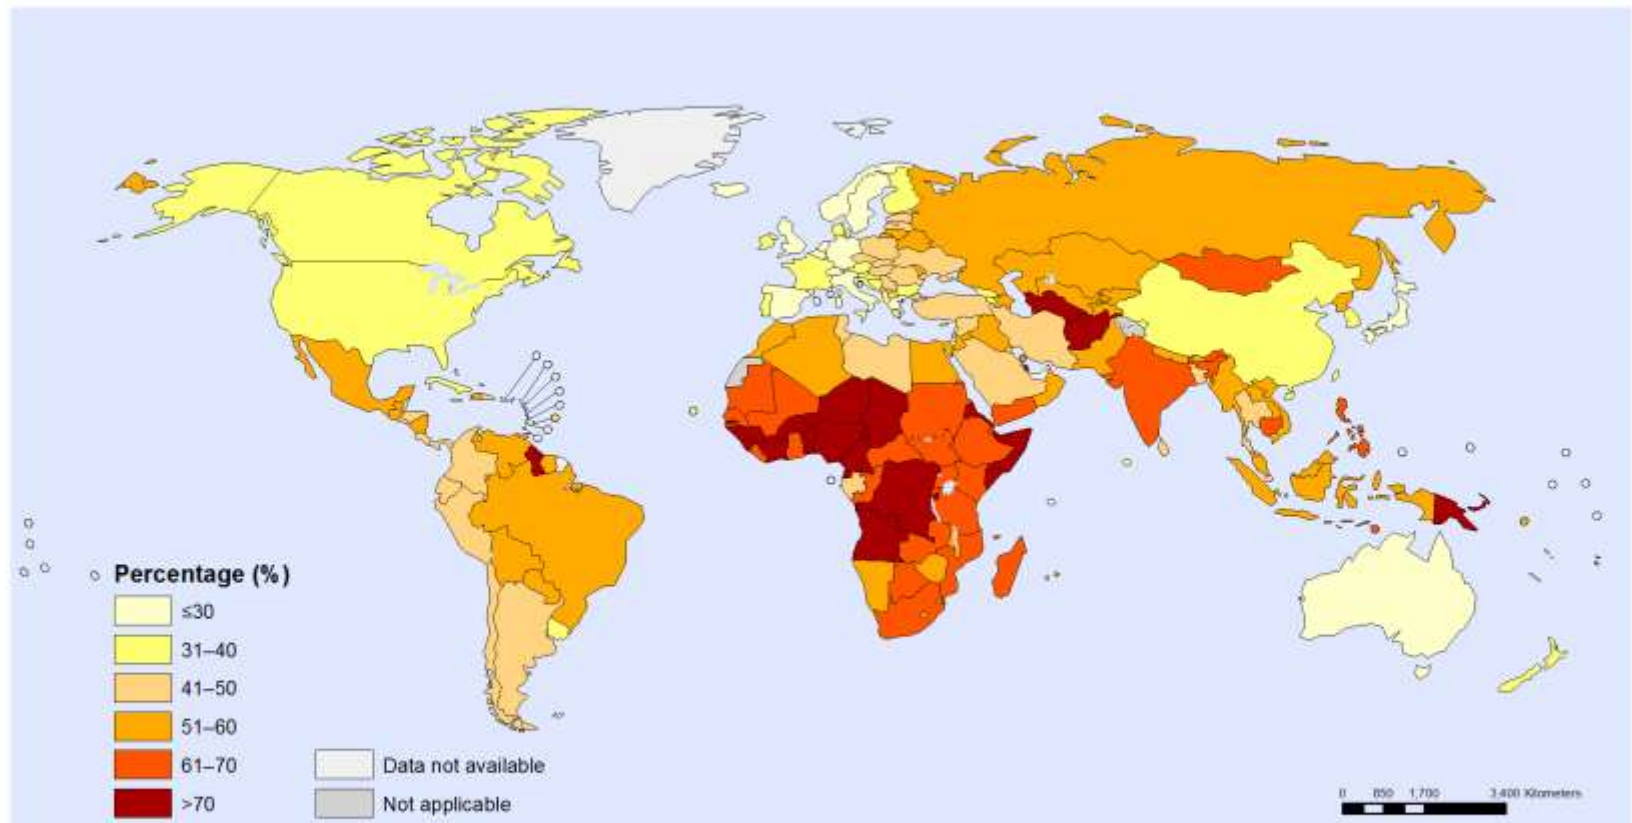 Percentage (%)
≤30
31–40
41–50
51–60
61–70
>70
Data not available
Not applicable
0 850 1,700 3,400 Kilometers